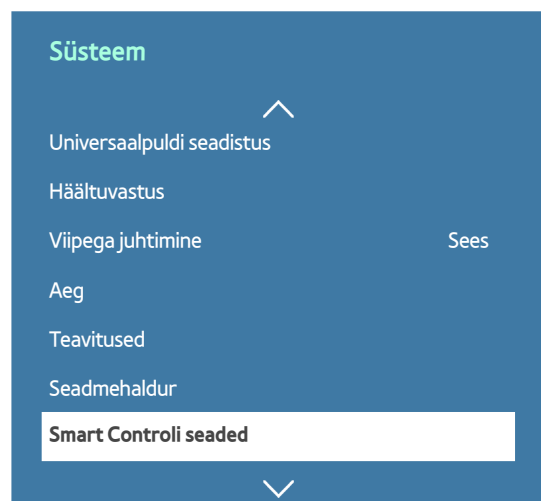 Süsteem
Universaalpuldi seadistus
Häältuvastus
Viipega juhtimine Sees
Aeg
Teavitused
Seadmehaldur
Smart Controli seaded